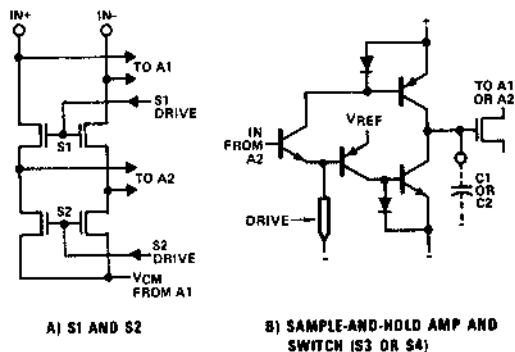 IN+
IN-
TO A1
S1
DRIVE
S1
TO A2
S2
S2
DRIVE
VCM
FROM A1
A) S1 AND S2
+
+
TO A1
OR A2
VREF
IN
FROM
A2
C1
OR
C2
DRIVE
-
-
-
B) SAMPLE-AND-HOLD AMP AND
SWITCH (S3 OR S4)